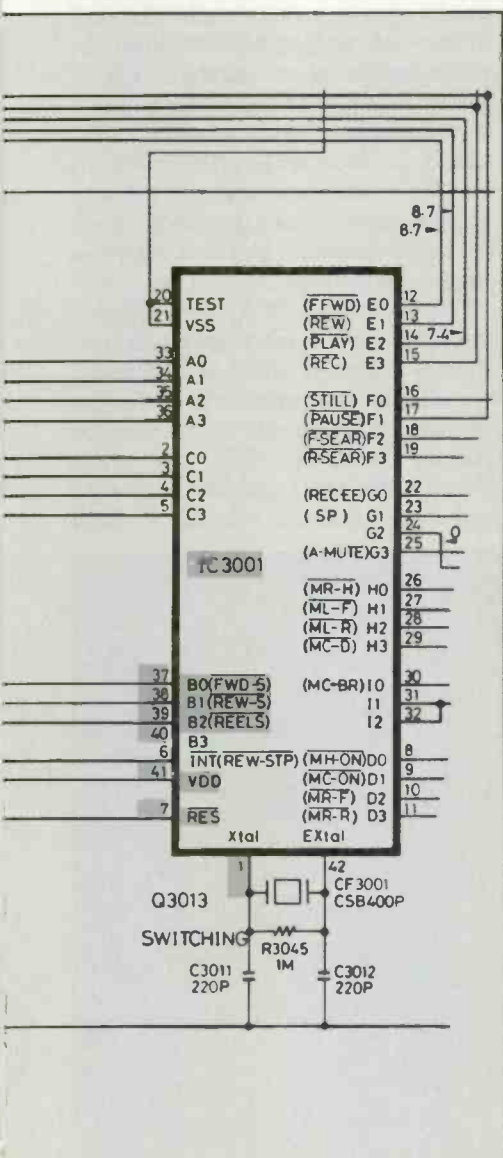 8-7
8-7
20 TEST (FFWD) E0 12
21 VSS (REW) E1 13
(PLAY) E2 14 7-4
33 A0 (REC) E3 15
34 A1
35 A2 (STILL) F0 16
36 A3 (PAUSE)F1 17
(F-SEAR)F2 18
2 C0 (R-SEAR)F3 19
3 C1
4 C2 (REC EE)G0 22
5 C3 (SP) G1 23
G2 24
0
(A-MUTE)G3 25
IC3001
(MR-H) H0 26
(ML-F) H1 27
(ML-R) H2 28
(MC-D) H3 29
37 B0(FWD-S) (MC-BR)I0 30
38 B1(REW-S) I1 31
39 B2(REELS) I2 32
40 B3
6 INT(REW-STP) (MH-ON)D0 8
41 VDD (MC-ON)D1 9
(MR-F) D2 10
7 RES (MR-R) D3 11
Xtal EXtal
1 42
Q3013 CF3001
CSB400P
SWITCHING
R3045
1M
C3011 C3012
220P 220P